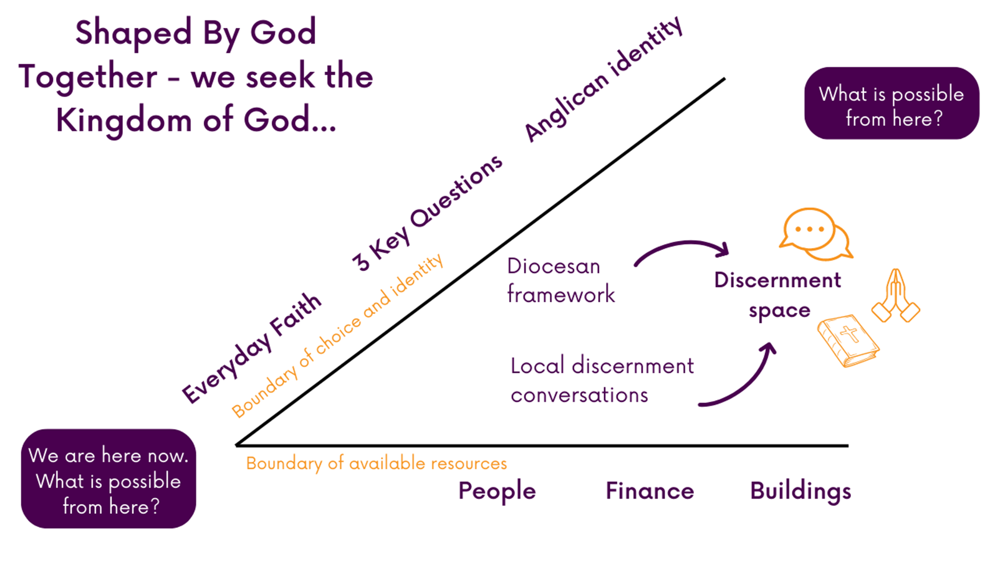 Shaped By God
Together - we seek the
Kingdom of God...
Anglican identity
What is possible
from here?
3 Key Questions
Everyday Faith
Boundary of choice and identity
Diocesan
framework
Discernment
space
Local discernment
conversations
We are here now.
What is possible
from here?
Boundary of available resources
People
Finance
Buildings